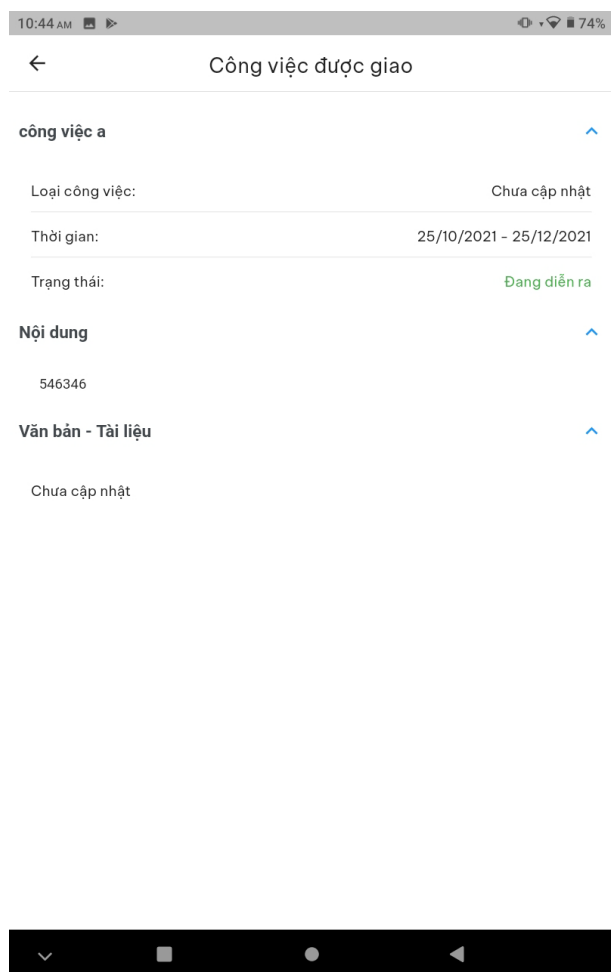 10:44 AM 74%
Công việc được giao
công việc a
Loại công việc: Chưa cập nhật
Thời gian: 25/10/2021 - 25/12/2021
Trạng thái: Đang diễn ra
Nội dung
546346
Văn bản - Tài liệu
Chưa cập nhật